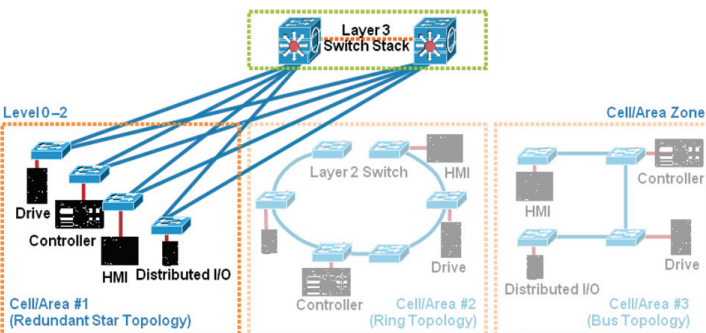 Layer 3
Switch Stack
Level 0–2
Cell/Area Zone
Layer 2 Switch
HMI
Controller
Drive
HMI
Controller
HMI
Distributed I/O
Drive
Distributed I/O
Drive
Controller
Cell/Area #1
(Redundant Star Topology)
Cell/Area #2
(Ring Topology)
Cell/Area #3
(Bus Topology)